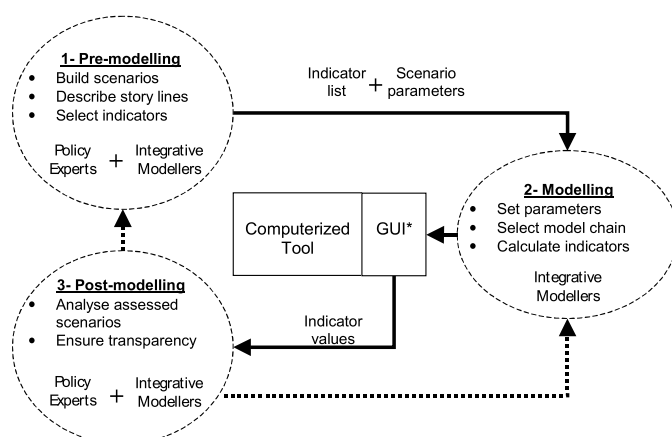 1- Pre-modelling
• Build scenarios
• Describe story lines
• Select indicators
Policy Experts + Integrative Modellers
Indicator list + Scenario parameters
2- Modelling
• Set parameters
• Select model chain
• Calculate indicators
Integrative
Modellers
Computerized
Tool
GUI*
3- Post-modelling
• Analyse assessed
scenarios
• Ensure transparency
Indicator
values
Policy Experts + Integrative Modellers